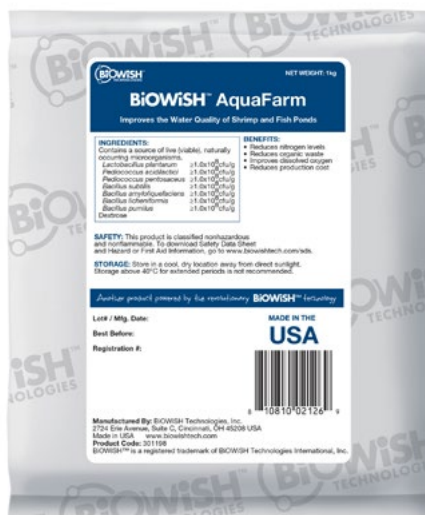 BiOWiSH™
NET WEIGHT: 1kg
BiOWiSH™ AquaFarm
Improves the Water Quality of Shrimp and Fish Ponds
INGREDIENTS:
Contains a source of live (viable), naturally
occurring microorganisms.
Lactobacillus plantarum
Pediococcus acidilactici
Pediococcus pentosaceus
Bacillus subtilis
Bacillus amyloliquefaciens
Bacillus licheniformis
Bacillus pumilus
Dextrose
BENEFITS:
• Reduces nitrogen levels
• Reduces organic waste
• Improves dissolved oxygen
• Reduces production cost
SAFETY: This product is classified nonhazardous
and nonflammable. To download Safety Data Sheet
and Hazard or First Aid Information, go to www.biowishtech.com/sds.
STORAGE: Store in a cool, dry location away from direct sunlight.
Storage above 40°C for extended periods is not recommended.
Another product powered by the revolutionary BiOWiSH™ technology
Lot# / Mfg. Date:
Best Before:
Registration #:
MADE IN THE
USA
8 10810 02126 9
Manufactured By: BiOWiSH Technologies, Inc.
2724 Erie Avenue, Suite C, Cincinnati, OH 45208 USA
Made in USA www.biowishtech.com
Product Code: 301198
BiOWiSH™ is a registered trademark of BiOWiSH Technologies International, Inc.